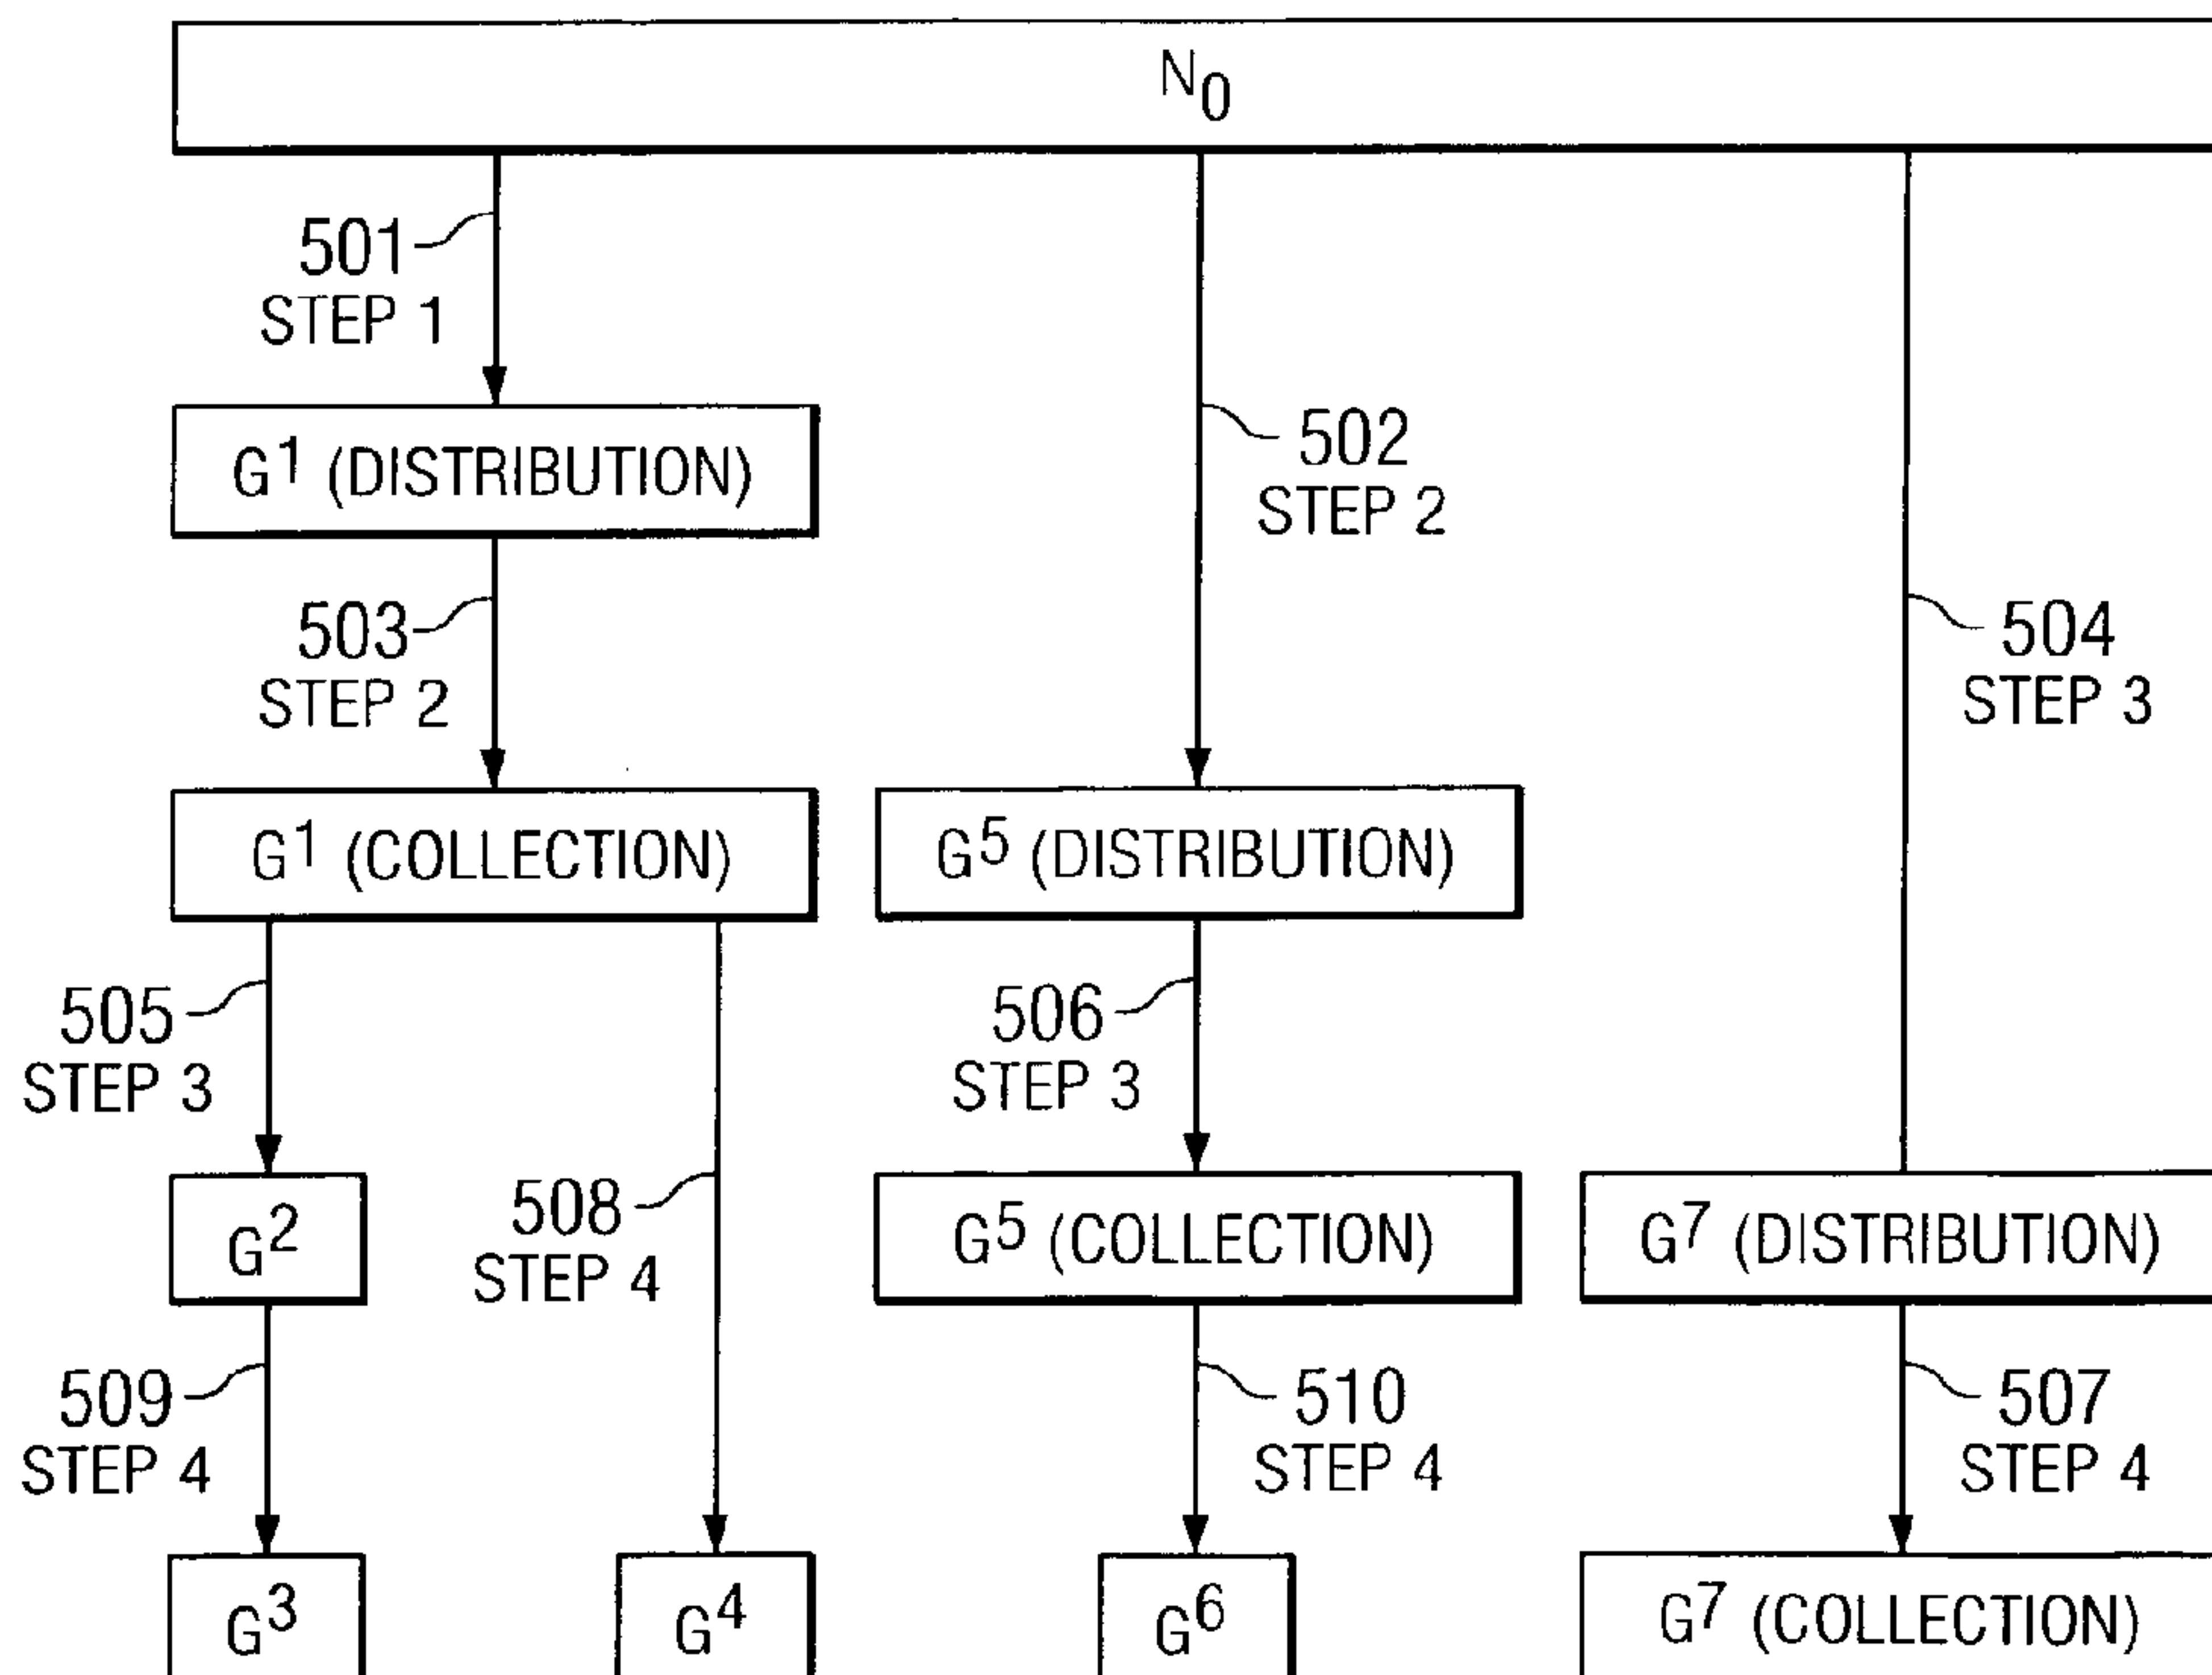 N0
501
STEP 1
G1 (DISTRIBUTION)
502
STEP 2
503
STEP 2
504
STEP 3
G1 (COLLECTION)
G5 (DISTRIBUTION)
505
STEP 3
506
STEP 3
G2
508
STEP 4
G5 (COLLECTION)
G7 (DISTRIBUTION)
509
STEP 4
510
STEP 4
507
STEP 4
G3
G4
G6
G7 (COLLECTION)